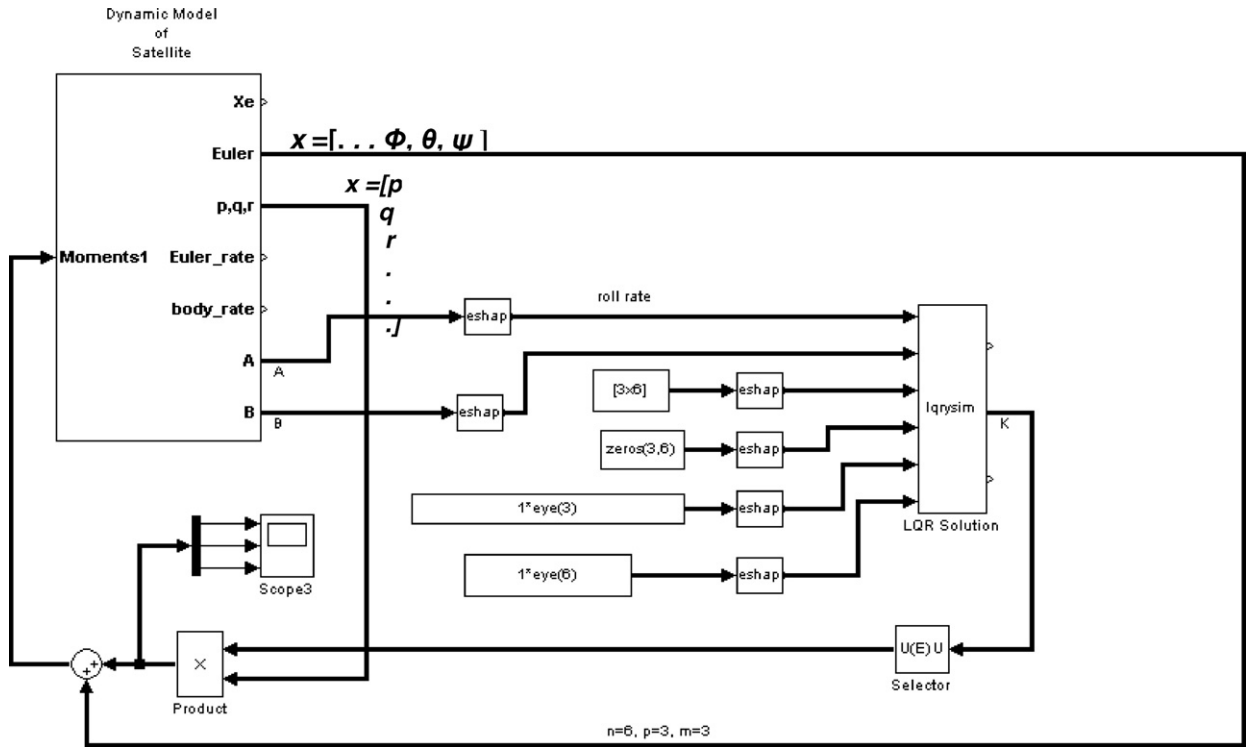 Dynamic Model
of
Satellite
Xe
Euler
p,q,r
Moments1
Euler_rate
body_rate
A
B
A
B
x =[. . . Φ, θ, ψ ]
x =[p
q
r
.
.
.]
eshap
roll rate
eshap
[3x6]
eshap
zeros(3,6)
eshap
1*eye(3)
eshap
1*eye(6)
eshap
lqrysim
K
LQR Solution
Scope3
+
+
×
Product
U(E) U
Selector
n=6, p=3, m=3